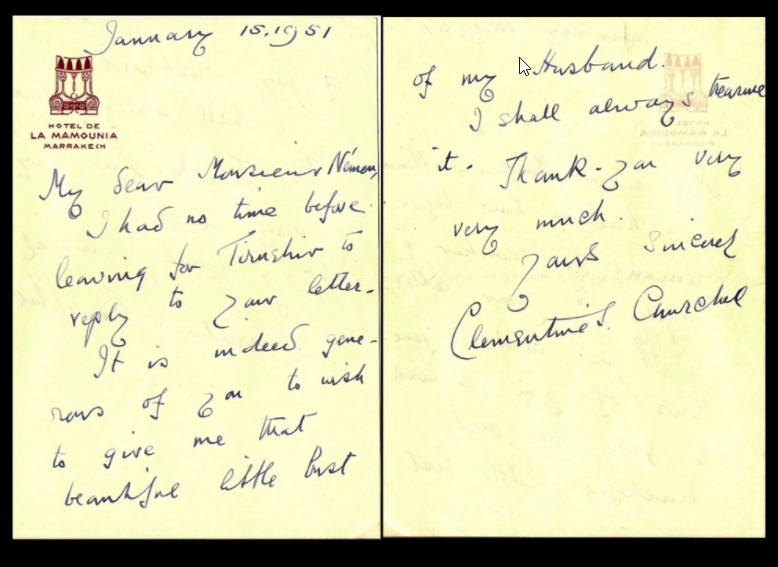 January 15.1951
HOTEL DE
LA MAMOUNIA
MARRAKECH
My dear Monsieur Némon,
I had no time before
leaving for to
reply to your letter.
It is indeed gene-
rous of you to wish
to give me that
beautiful little bust
of my Husband.
I shall always treasure
it. Thank-you very
very much.
Yours sincerely
Clementine S. Churchill